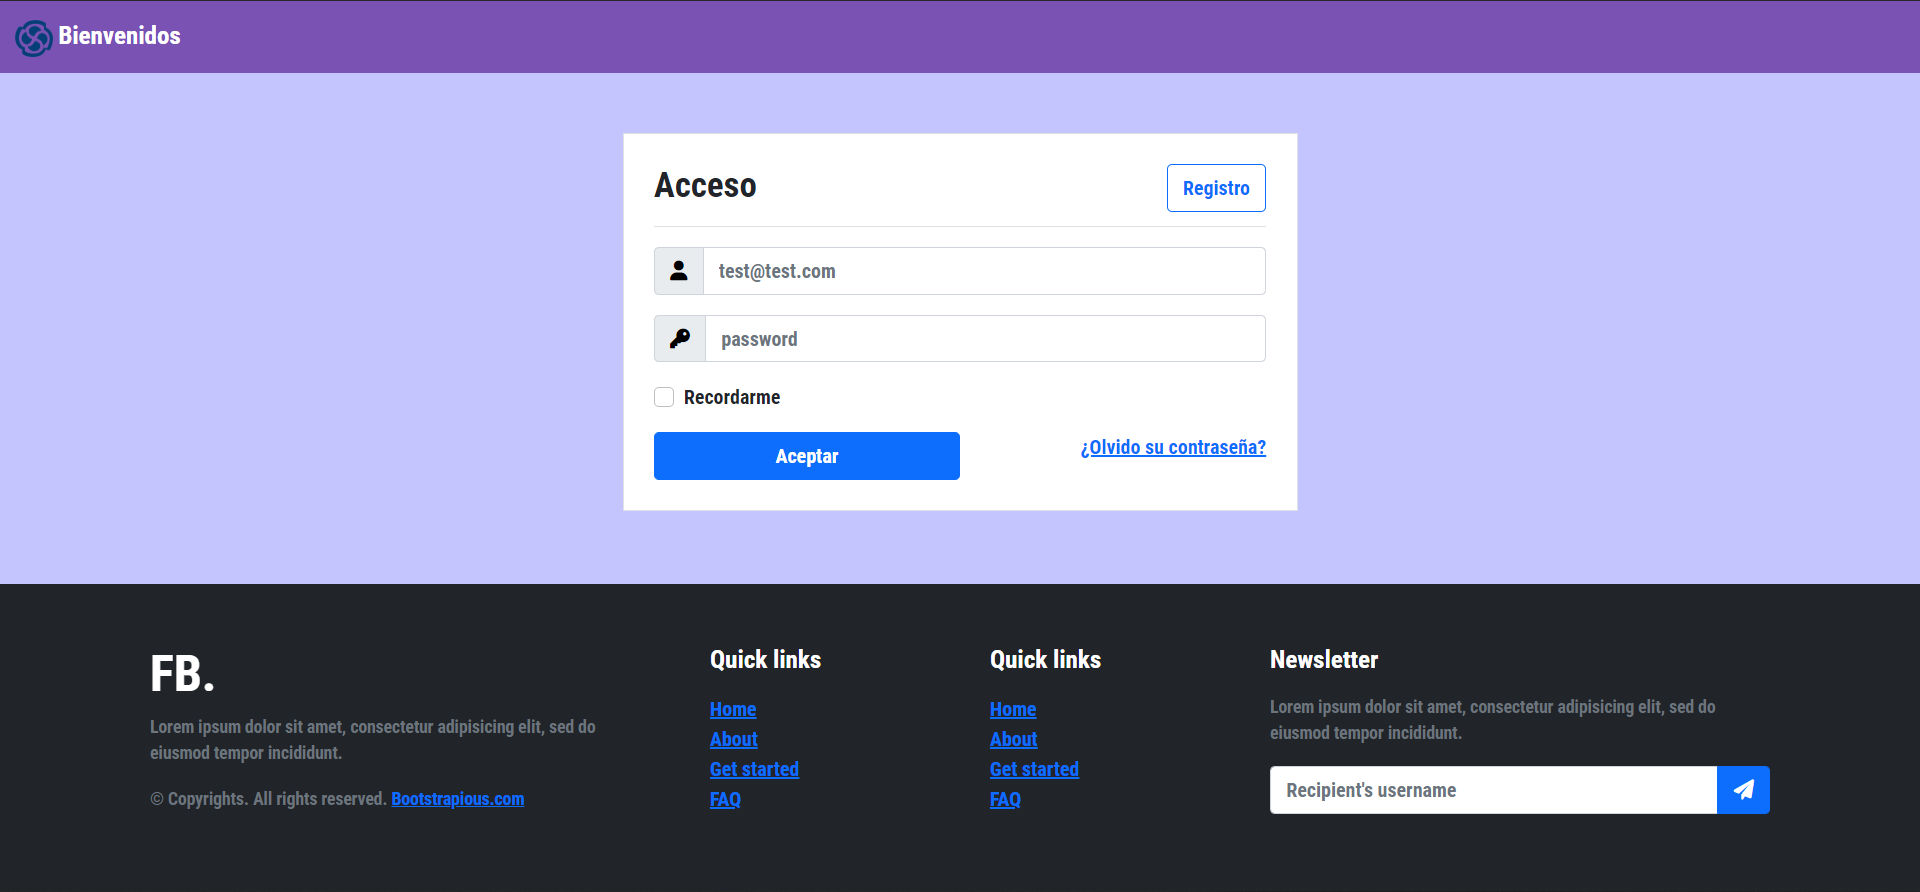 Bienvenidos
Acceso
Registro
test@test.com
password
Recordarme
Aceptar
¿Olvido su contraseña?
FB.
Lorem ipsum dolor sit amet, consectetur adipisicing elit, sed do
eiusmod tempor incididunt.
© Copyrights. All rights reserved. Bootstrapious.com
Quick links
Home
About
Get started
FAQ
Quick links
Home
About
Get started
FAQ
Newsletter
Lorem ipsum dolor sit amet, consectetur adipisicing elit, sed do
eiusmod tempor incididunt.
Recipient's username